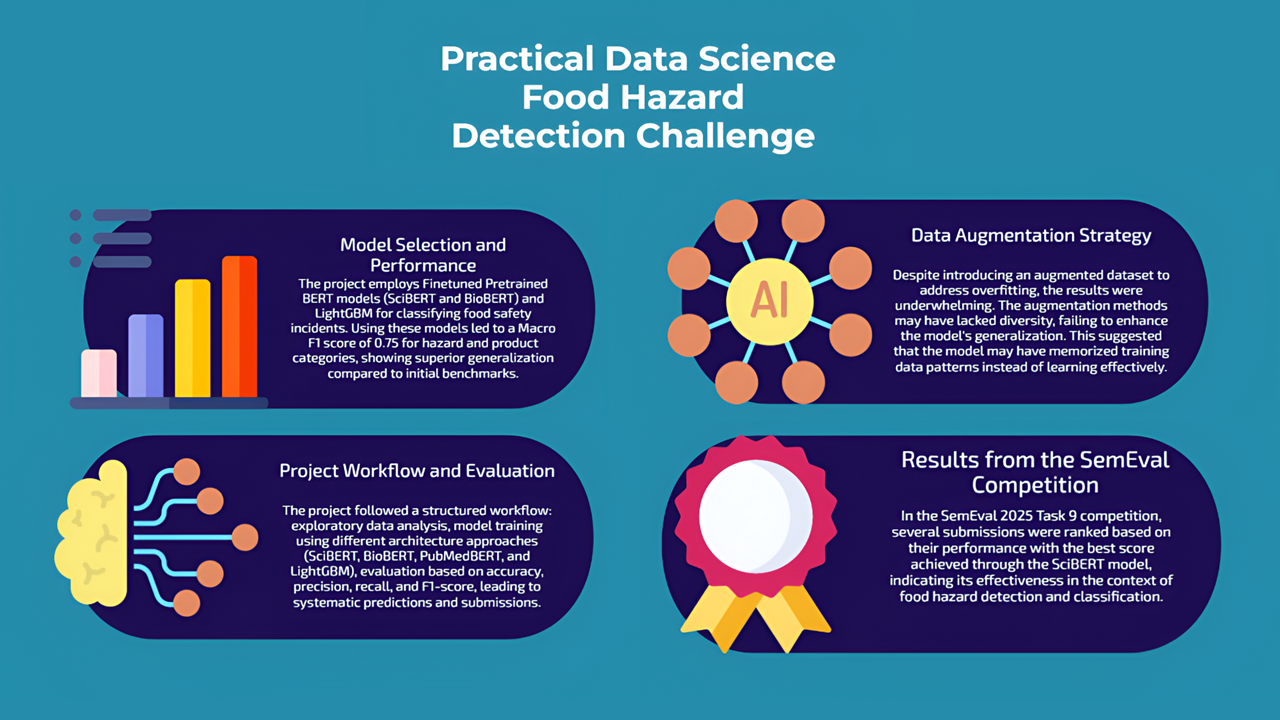 Practical Data Science
Food Hazard
Detection Challenge
Model Selection and
Performance
The project employs Finetuned Pretrained
BERT models (SciBERT and BioBERT) and
LightGBM for classifying food safety
incidents. Using these models led to a Macro
F1 score of 0.75 for hazard and product
categories, showing superior generalization
compared to initial benchmarks.
AI
Data Augmentation Strategy
Despite introducing an augmented dataset to
address overfitting, the results were
underwhelming. The augmentation methods
may have lacked diversity, failing to enhance
the model's generalization. This suggested
that the model may have memorized training
data patterns instead of learning effectively.
Project Workflow and Evaluation
The project followed a structured workflow:
exploratory data analysis, model training
using different architecture approaches
(SciBERT, BioBERT, PubMedBERT, and
LightGBM), evaluation based on accuracy,
precision, recall, and F1-score, leading to
systematic predictions and submissions.
Results from the SemEval
Competition
In the SemEval 2025 Task 9 competition,
several submissions were ranked based on
their performance with the best score
achieved through the SciBERT model,
indicating its effectiveness in the context of
food hazard detection and classification.